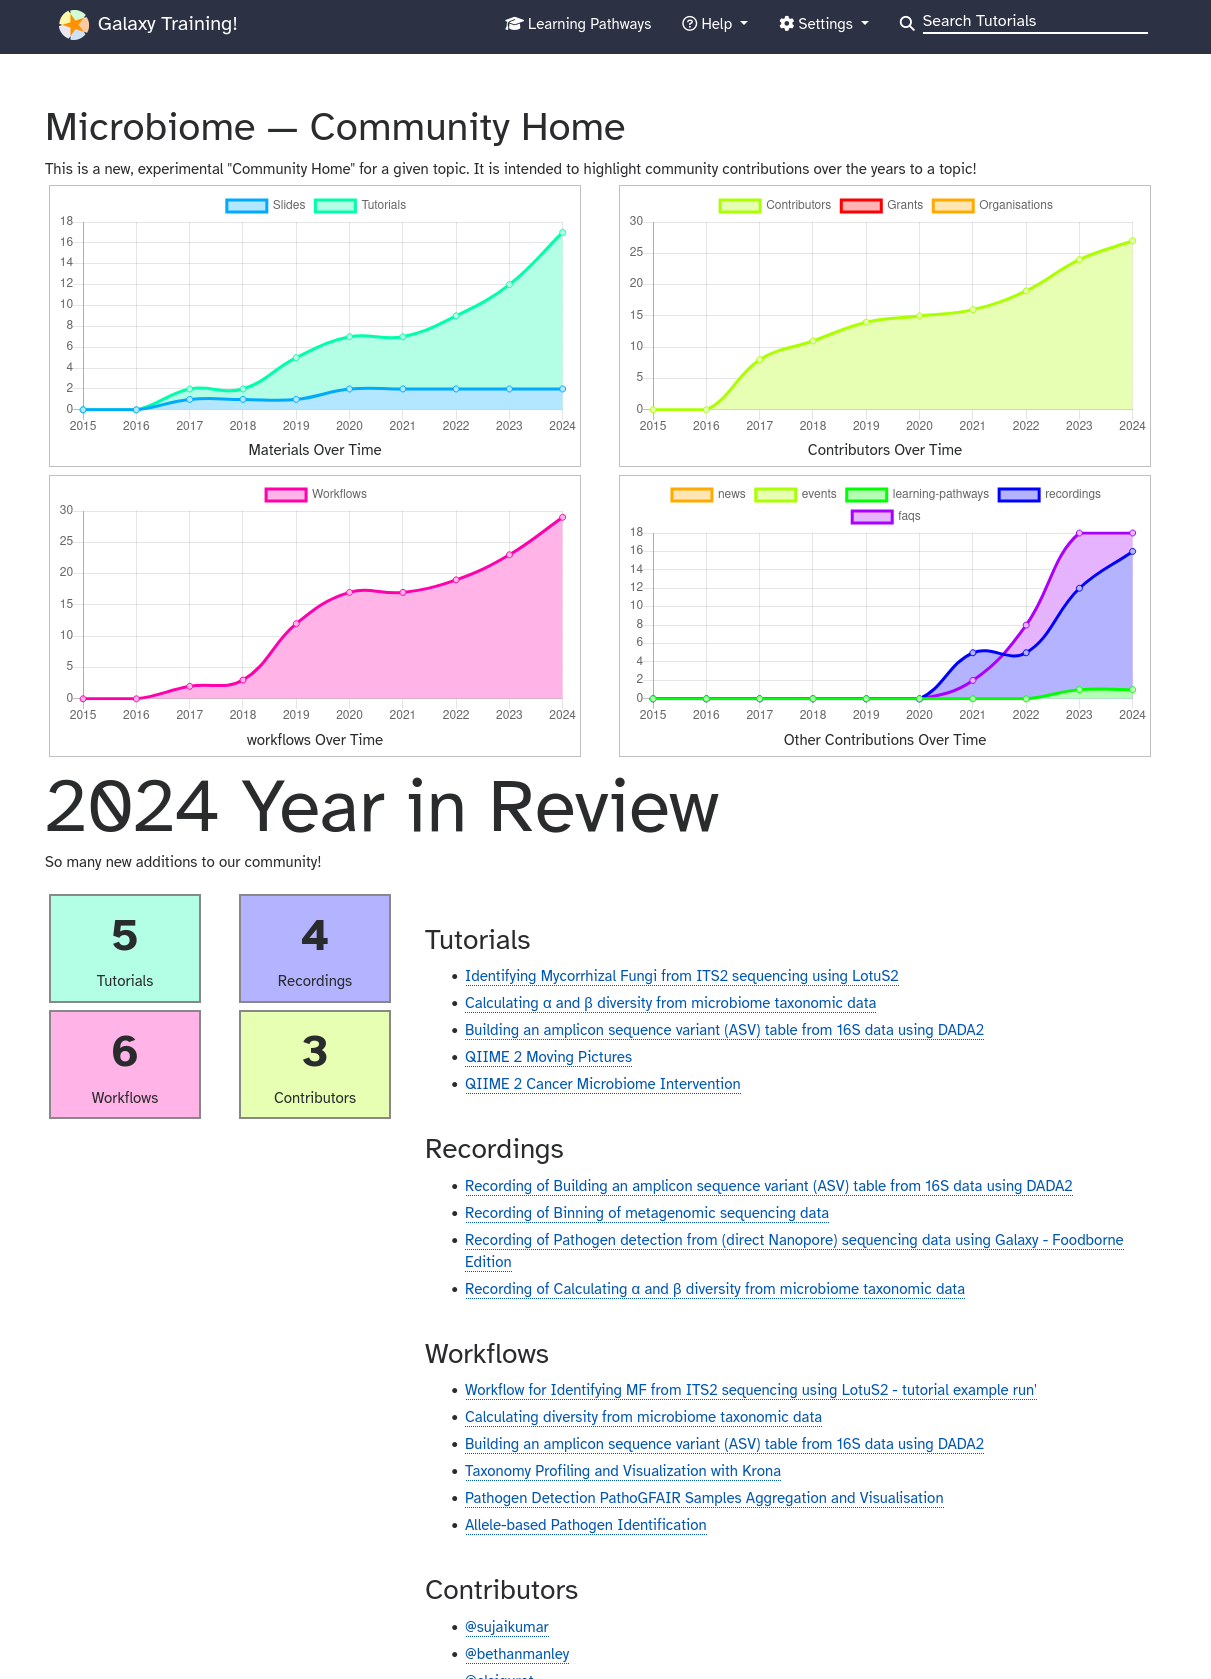 Galaxy Training!
Learning Pathways
Help
Settings
Search Tutorials
Microbiome — Community Home
This is a new, experimental "Community Home" for a given topic. It is intended to highlight community contributions over the years to a topic!
Slides Tutorials
18
16
14
12
10
8
6
4
2
0
2015 2016 2017 2018 2019 2020 2021 2022 2023 2024
Materials Over Time
Contributors Grants Organisations
30
25
20
15
10
5
0
2015 2016 2017 2018 2019 2020 2021 2022 2023 2024
Contributors Over Time
Workflows
30
25
20
15
10
5
0
2015 2016 2017 2018 2019 2020 2021 2022 2023 2024
workflows Over Time
news events learning-pathways recordings
faqs
18
16
14
12
10
8
6
4
2
0
2015 2016 2017 2018 2019 2020 2021 2022 2023 2024
Other Contributions Over Time
2024 Year in Review
So many new additions to our community!
5
Tutorials
4
Recordings
6
Workflows
3
Contributors
Tutorials
Identifying Mycorrhizal Fungi from ITS2 sequencing using LotuS2
Calculating α and β diversity from microbiome taxonomic data
Building an amplicon sequence variant (ASV) table from 16S data using DADA2
QIIME 2 Moving Pictures
QIIME 2 Cancer Microbiome Intervention
Recordings
Recording of Building an amplicon sequence variant (ASV) table from 16S data using DADA2
Recording of Binning of metagenomic sequencing data
Recording of Pathogen detection from (direct Nanopore) sequencing data using Galaxy - Foodborne
Edition
Recording of Calculating α and β diversity from microbiome taxonomic data
Workflows
Workflow for Identifying MF from ITS2 sequencing using LotuS2 - tutorial example run'
Calculating diversity from microbiome taxonomic data
Building an amplicon sequence variant (ASV) table from 16S data using DADA2
Taxonomy Profiling and Visualization with Krona
Pathogen Detection PathoGFAIR Samples Aggregation and Visualisation
Allele-based Pathogen Identification
Contributors
@sujaikumar
@bethanmanley